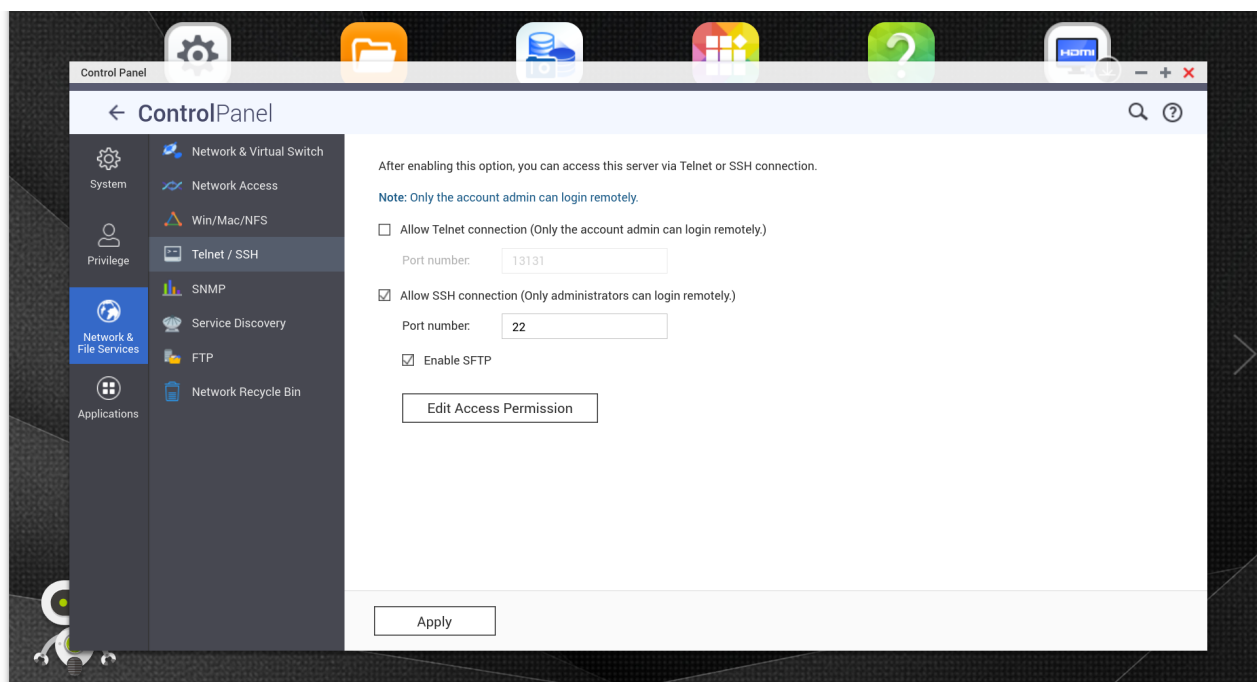 HDMI
Control Panel
ControlPanel
System
Privilege
Network &
File Services
Applications
Network & Virtual Switch
Network Access
Win/Mac/NFS
Telnet / SSH
SNMP
Service Discovery
FTP
Network Recycle Bin
After enabling this option, you can access this server via Telnet or SSH connection.
Note: Only the account admin can login remotely.
Allow Telnet connection (Only the account admin can login remotely.)
Port number: 13131
Allow SSH connection (Only administrators can login remotely.)
Port number: 22
Enable SFTP
Edit Access Permission
Apply